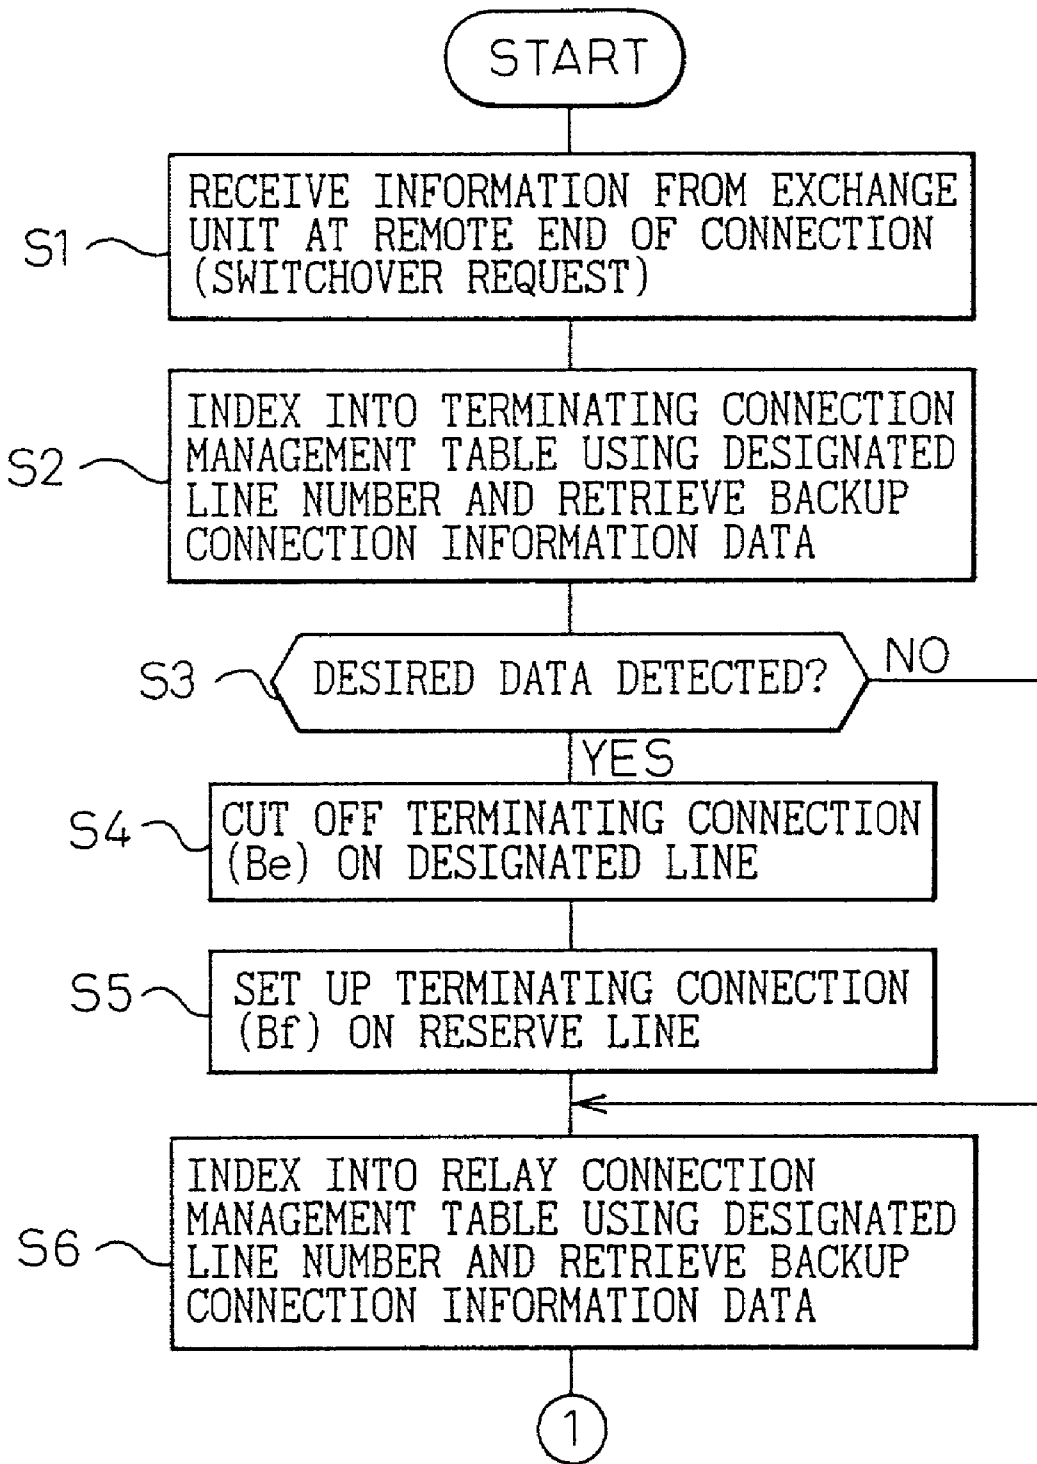 START
S1
RECEIVE INFORMATION FROM EXCHANGE
UNIT AT REMOTE END OF CONNECTION
(SWITCHOVER REQUEST)
S2
INDEX INTO TERMINATING CONNECTION
MANAGEMENT TABLE USING DESIGNATED
LINE NUMBER AND RETRIEVE BACKUP
CONNECTION INFORMATION DATA
S3
DESIRED DATA DETECTED?
NO
YES
S4
CUT OFF TERMINATING CONNECTION
(Be) ON DESIGNATED LINE
S5
SET UP TERMINATING CONNECTION
(Bf) ON RESERVE LINE
S6
INDEX INTO RELAY CONNECTION
MANAGEMENT TABLE USING DESIGNATED
LINE NUMBER AND RETRIEVE BACKUP
CONNECTION INFORMATION DATA
1